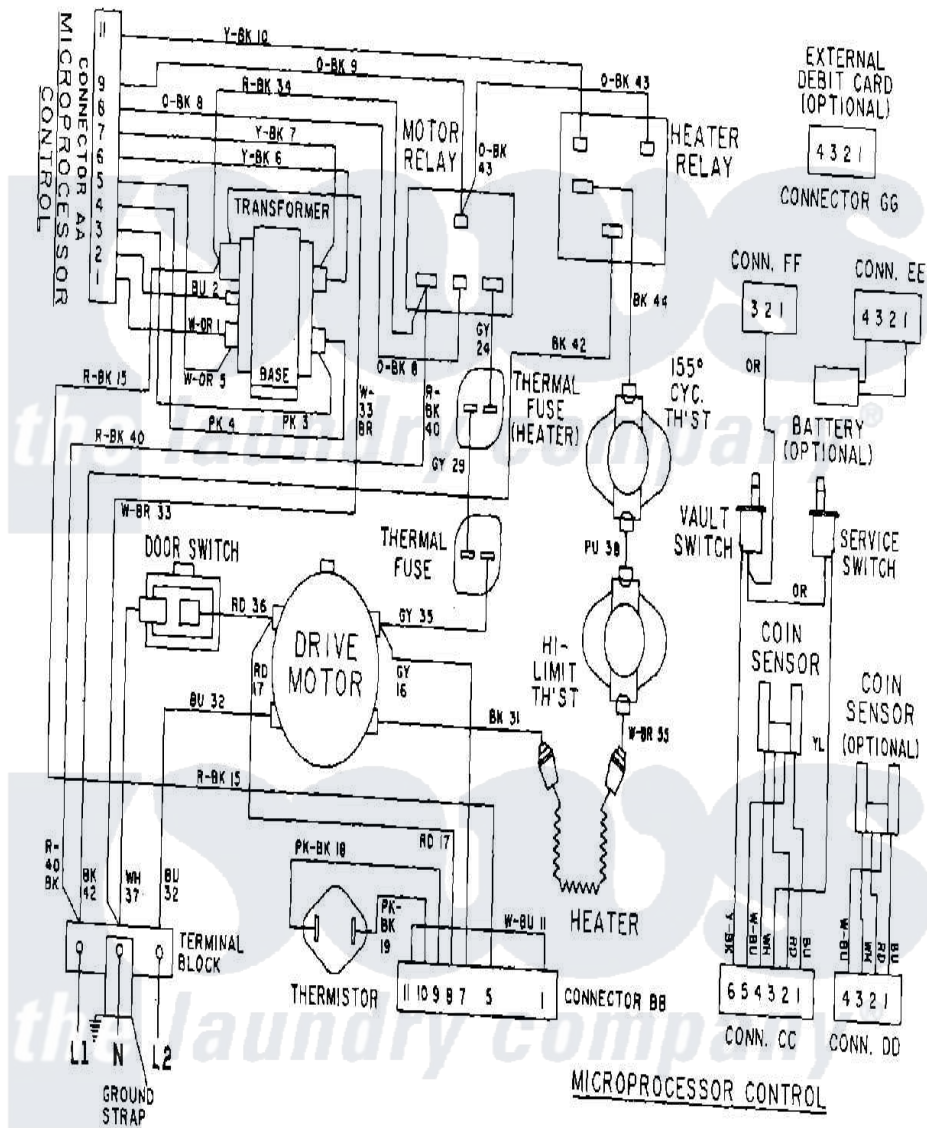 CONNECTOR AA
MICROPROCESSOR
CONTROL
11
9
8
7
6
5
4
3
2
1
Y-BK 10
O-BK 9
R-BK 34
O-BK 8
Y-BK 7
Y-BK 6
TRANSFORMER
BU 2
W-OR 1
W-OR 5
BASE
PK 4
PK 3
R-BK 15
R-BK 40
W-BR 33
W-
33
BR
MOTOR
RELAY
O-BK
43
O-BK 43
HEATER
RELAY
O-BK 8
R-
BK
40
GY
24
BK 42
BK 44
THERMAL
FUSE
(HEATER)
GY 29
THERMAL
FUSE
155°
CYC.
TH'ST
PU 38
HI-
LIMIT
TH'ST
W-BR 55
EXTERNAL
DEBIT CARD
(OPTIONAL)
4 3 2 1
CONNECTOR GG
CONN. FF
3 2 1
CONN. EE
4 3 2 1
OR
BATTERY
(OPTIONAL)
VAULT
SWITCH
SERVICE
SWITCH
OR
DOOR SWITCH
RD 36
DRIVE
MOTOR
GY 35
RD
17
GY
16
BU 32
BK 31
R-BK 15
RD 17
PK-BK 18
PK-
BK
19
W-BU 11
HEATER
THERMISTOR
11 10 9 8 7 5 1
CONNECTOR BB
COIN
SENSOR
YL
COIN
SENSOR
(OPTIONAL)
Y-BK
W-BU
WH
RD
BU
6 5 4 3 2 1
CONN. CC
W-BU
WH
RD
BU
4 3 2 1
CONN. DD
R-
40
BK
BK
42
WH
37
BU
32
TERMINAL
BLOCK
L1 N L2
GROUND
STRAP
MICROPROCESSOR CONTROL
the laundry company®
the laundry company®